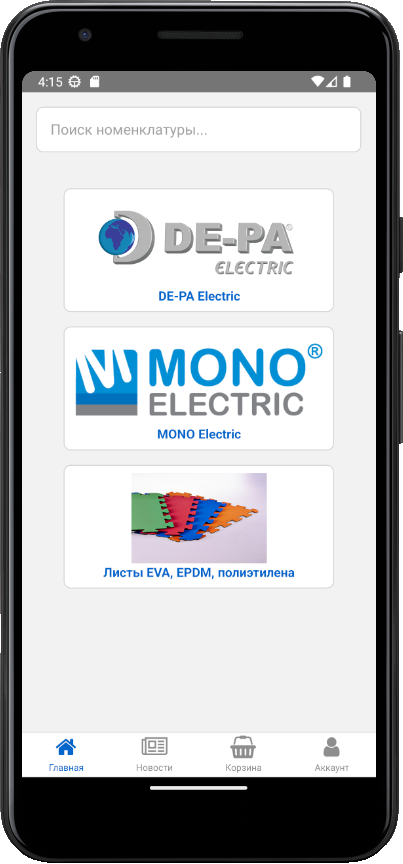 4:15
Поиск номенклатуры...
DE-PA®
ELECTRIC
DE-PA Electric
MONO®
ELECTRIC
MONO Electric
Листы EVA, EPDM, полиэтилена
Главная Новости Корзина Аккаунт